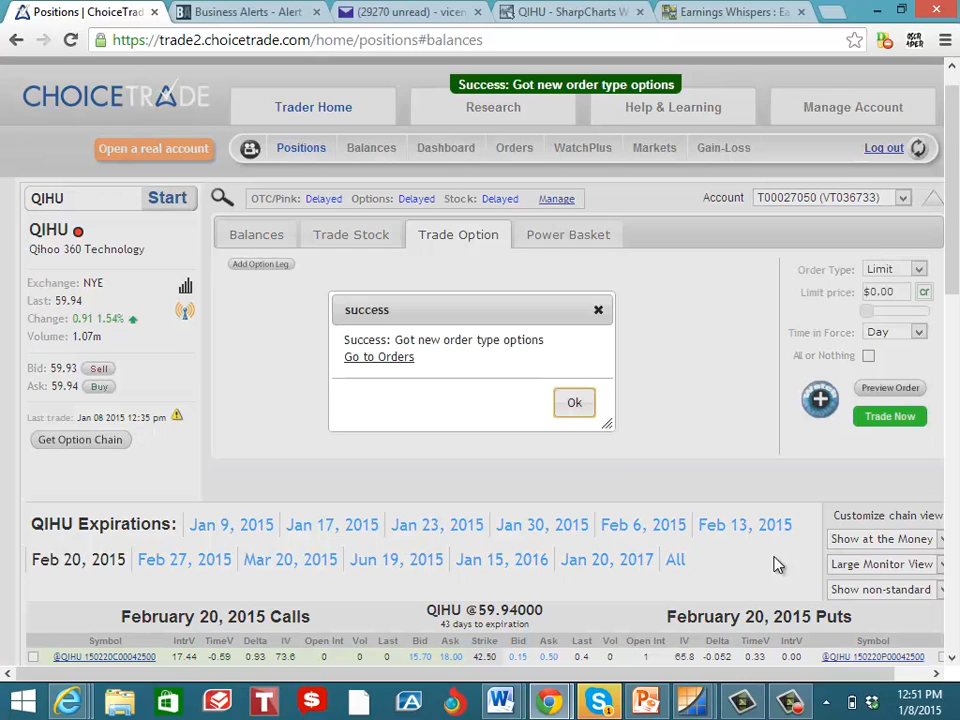 Positions | ChoiceTrad
Business Alerts - Alert
(29270 unread) - vicer
QIHU - SharpCharts W
Earnings Whispers : Ea
https://trade2.choicetrade.com/home/positions#balances
Success: Got new order type options
CHOICETRADE
Trader Home
Research
Help & Learning
Manage Account
Open a real account
Positions
Balances
Dashboard
Orders
WatchPlus
Markets
Gain-Loss
Log out
QIHU
Start
OTC/Pink: Delayed Options: Delayed Stock: Delayed Manage
Account
T00027050 (VT036733)
QIHU
Qihoo 360 Technology
Balances
Trade Stock
Trade Option
Power Basket
Add Option Leg
Exchange: NYE
Last: 59.94
Change: 0.91 1.54%
Volume: 1.07m
Bid: 59.93 Sell
Ask: 59.94 Buy
Last trade: Jan 08 2015 12:35 pm
Get Option Chain
success
Success: Got new order type options
Go to Orders
Ok
Order Type: Limit
Limit price: $0.00 cr
Time in Force: Day
All or Nothing
Preview Order
Trade Now
QIHU Expirations: Jan 9, 2015 Jan 17, 2015 Jan 23, 2015 Jan 30, 2015 Feb 6, 2015 Feb 13, 2015
Feb 20, 2015 Feb 27, 2015 Mar 20, 2015 Jun 19, 2015 Jan 15, 2016 Jan 20, 2017 All
Customize chain view
Show at the Money
Large Monitor View
Show non-standard
February 20, 2015 Calls
QIHU @59.94000
43 days to expiration
February 20, 2015 Puts
Symbol IntrV TimeV Delta IV Open Int Vol Last Bid Ask Strike Bid Ask Last Vol Open Int IV Delta TimeV IntrV Symbol
@QIHU 150220C00042500 17.44 -0.59 0.93 73.6 0 0 0 15.70 18.00 42.50 0.15 0.50 0.4 0 1 65.8 -0.052 0.33 0.00 @QIHU 150220P00042500
12:51 PM
1/8/2015